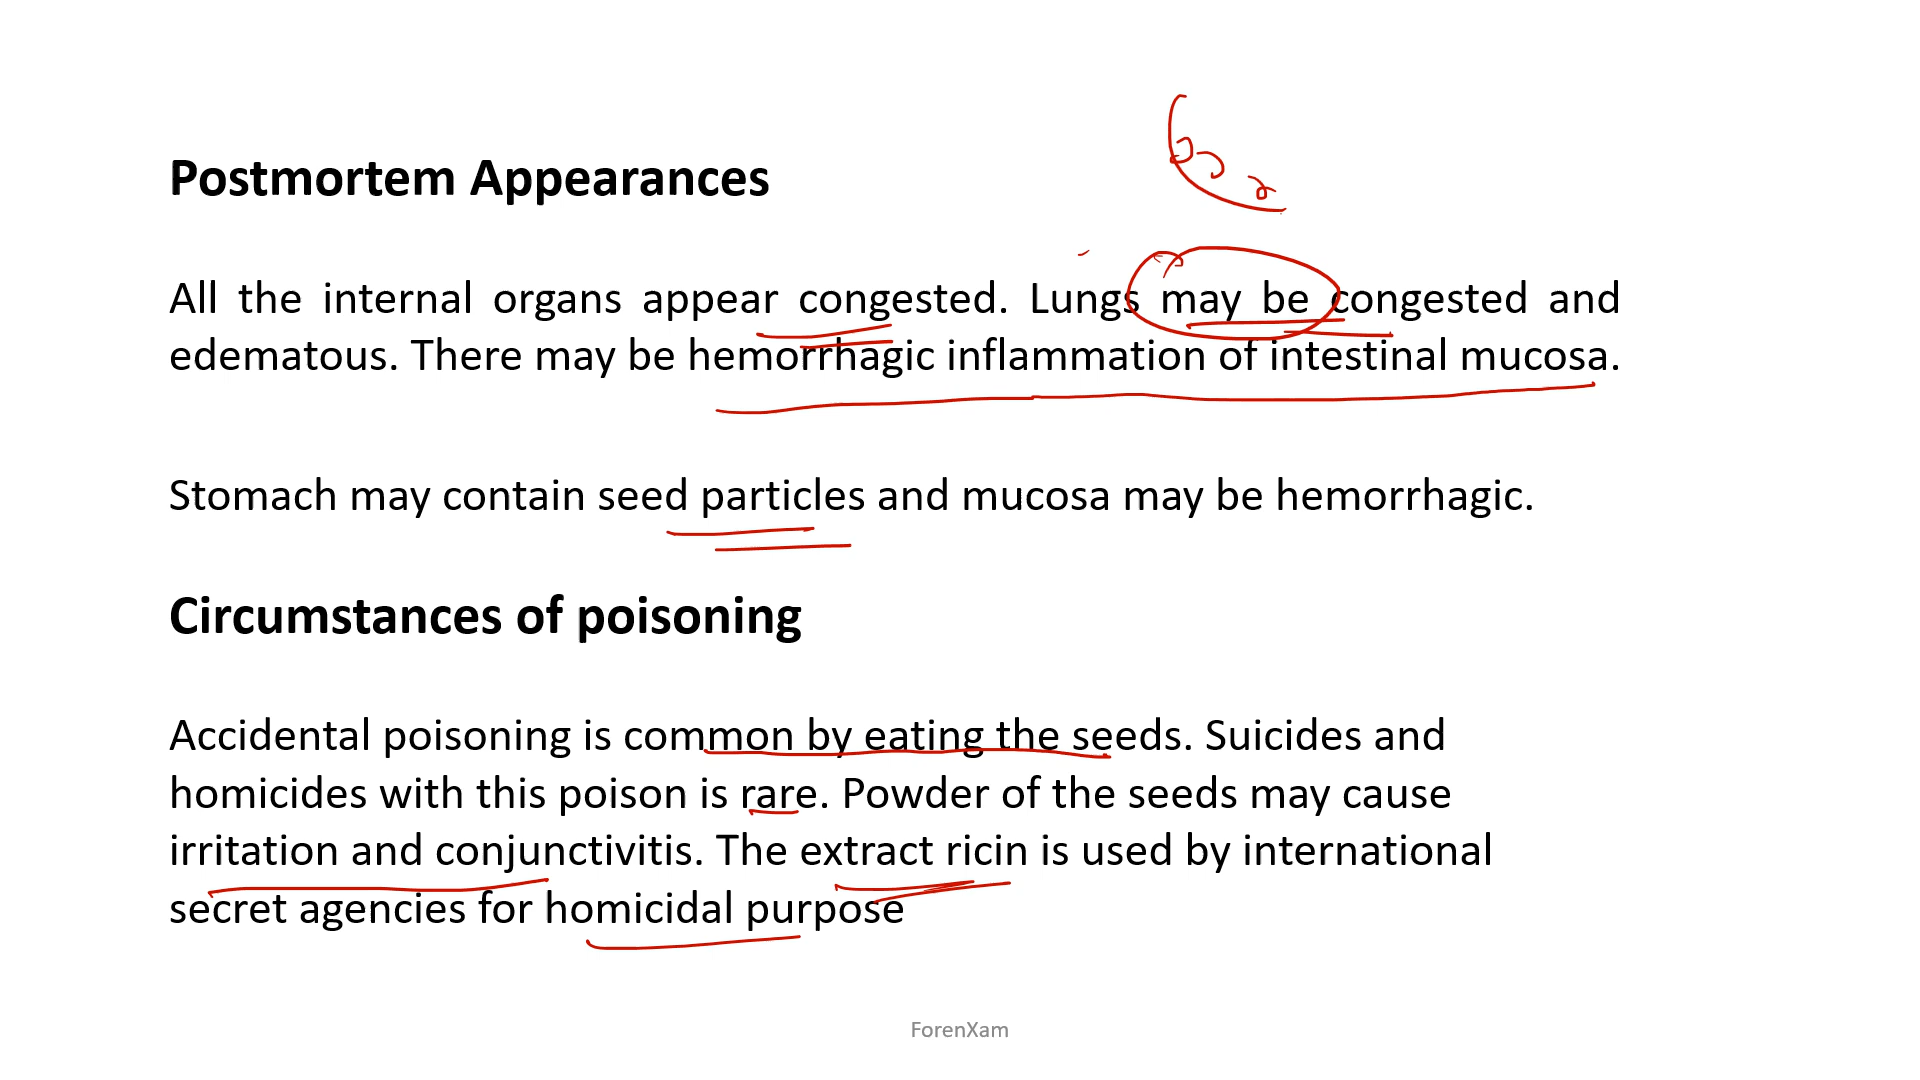 Postmortem Appearances
All the internal organs appear congested. Lungs may be congested and
edematous. There may be hemorrhagic inflammation of intestinal mucosa.
Stomach may contain seed particles and mucosa may be hemorrhagic.
Circumstances of poisoning
Accidental poisoning is common by eating the seeds. Suicides and
homicides with this poison is rare. Powder of the seeds may cause
irritation and conjunctivitis. The extract ricin is used by international
secret agencies for homicidal purpose
ForenXam